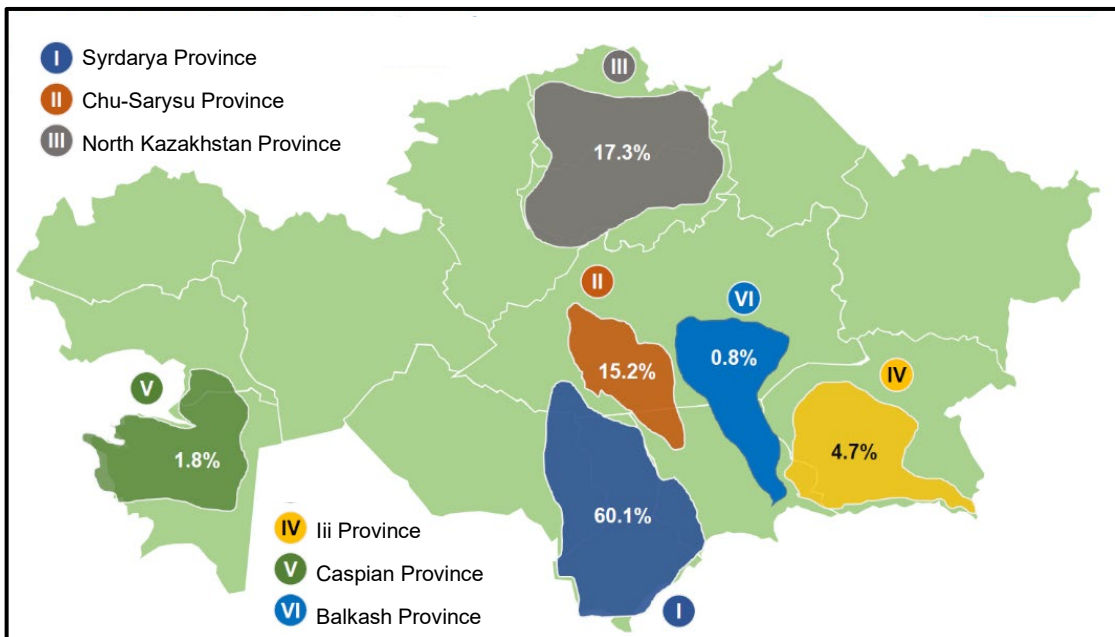 I Syrdarya Province
II Chu-Sarysu Province
III North Kazakhstan Province
III
17.3%
II
15.2%
VI
0.8%
IV
4.7%
V
1.8%
60.1%
I
IV Iii Province
V Caspian Province
VI Balkash Province